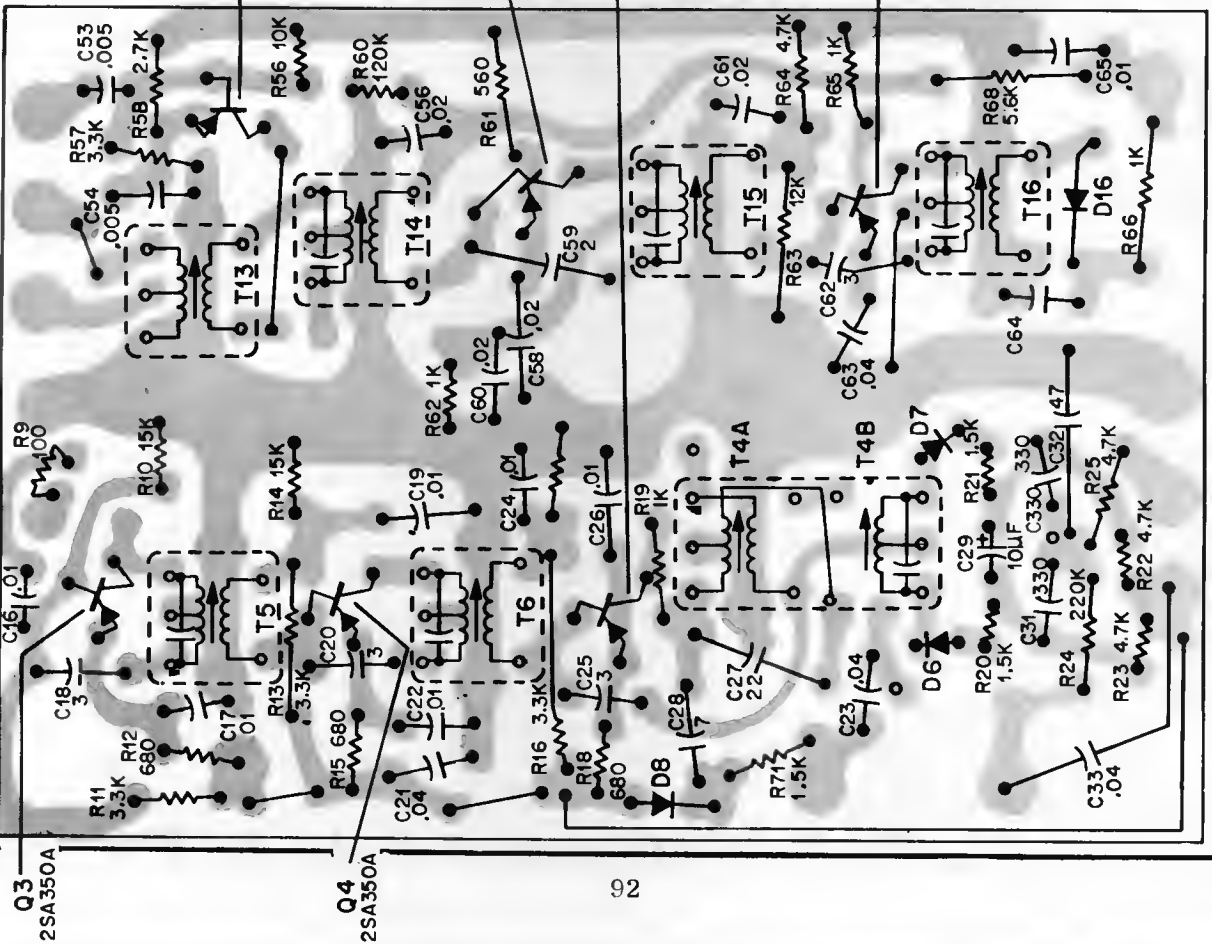 C53
.005
2.7K
R58
R57
3.3K
C54
.005
R56 10K
R60
120K
C56
.02
560
R61
C61
.02
4.7K
R64
R65 1K
R68
5.6K
C65
.01
T13
T14
C59
2
T15
R63 12K
C62
3
T16
D16
R66 1K
C63
.04
C64
R9
100
R10 15K
R14 15K
R62 1K
C60 .02
C58 .02
C19
.01
C24 .01
C26 .01
R19
1K
T4A
T4B
D7
R21 1.5K
C32 47
C330 330
R25
4.7K
C16 .01
T5
C18
3
C17
01
R12
680
R11
3.3K
R13
3.3K
C20
3
R15 680
C22
.01
C21
.04
T6
R16 3.3K
C25
3
R18
680
D8
C28
7
C27
22
R71
1.5K
C23 .04
D6
C29
10UF
R20
1.5K
C31 330
R24 220K
R22 4.7K
R23 4.7K
C33
.04
Q3
2SA350A
Q4
2SA350A
92